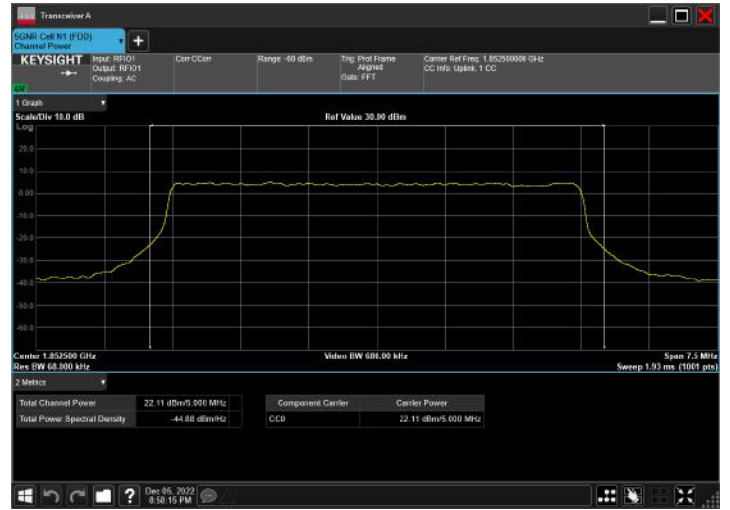 Transceiver A
5GNR Cell N1 (FDD)
Channel Power
KEYSIGHT
Input: RFIO1
Output: RFIO1
Coupling: AC
Corr CCorr
Range -60 dBm
Trig: Prot Frame
Aligned
Gate: FFT
Carrier Ref Freq: 1.852500000 GHz
CC Info: Uplink, 1 CC
1 Graph
Scale/Div 10.0 dB
Ref Value 30.00 dBm
Log
20.0
10.0
0.00
-10.0
-20.0
-30.0
-40.0
-50.0
-60.0
Center 1.852500 GHz
Video BW 680.00 kHz
Span 7.5 MHz
Res BW 68.000 kHz
Sweep 1.93 ms (1001 pts)
2 Metrics
Total Channel Power 22.11 dBm/5.000 MHz
Total Power Spectral Density -44.88 dBm/Hz
Component Carrier Carrier Power
CC0 22.11 dBm/5.000 MHz
?
Dec 05, 2022
8:58:15 PM